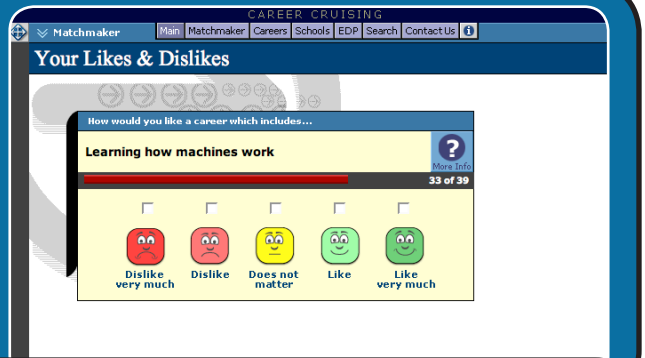 CAREER CRUISING
Matchmaker
Main Matchmaker Careers Schools EDP Search Contact Us i
Your Likes & Dislikes
How would you like a career which includes...
Learning how machines work
?
More Info
33 of 39
Dislike very much
Dislike
Does not matter
Like
Like very much